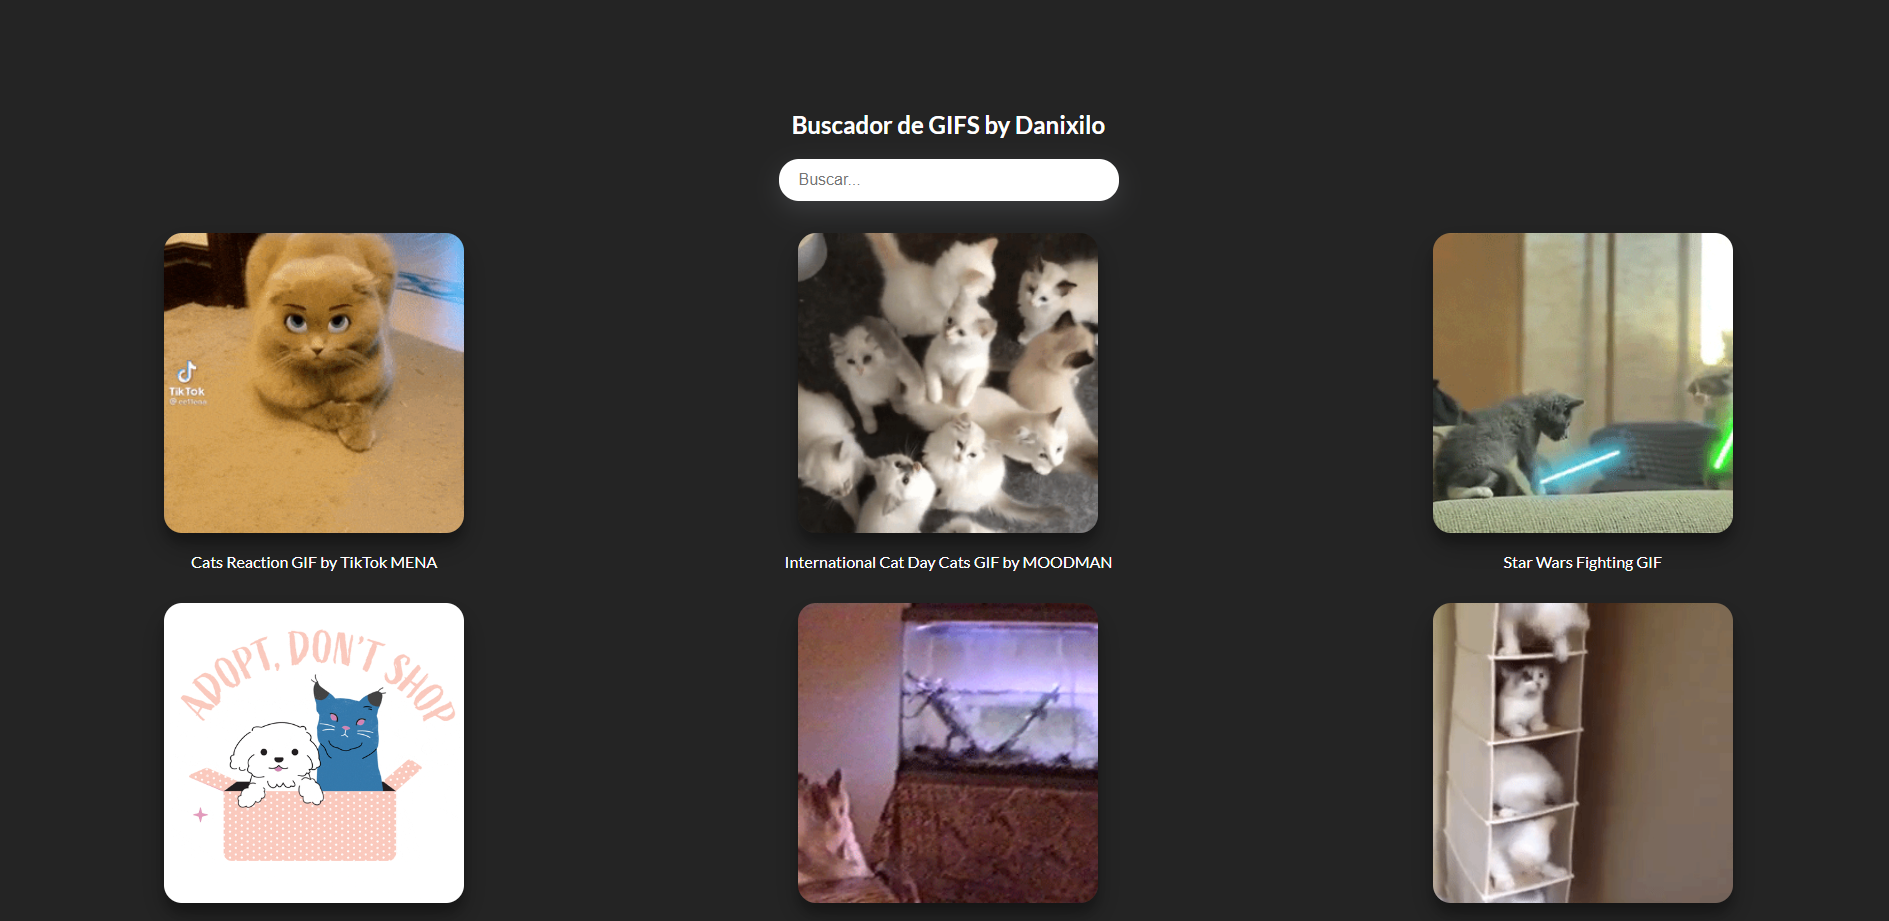 Buscador de GIFS by Danixilo
Buscar...
TikTok
Cats Reaction GIF by TikTok MENA
International Cat Day Cats GIF by MOODMAN
Star Wars Fighting GIF
ADOPT, DON'T SHOP